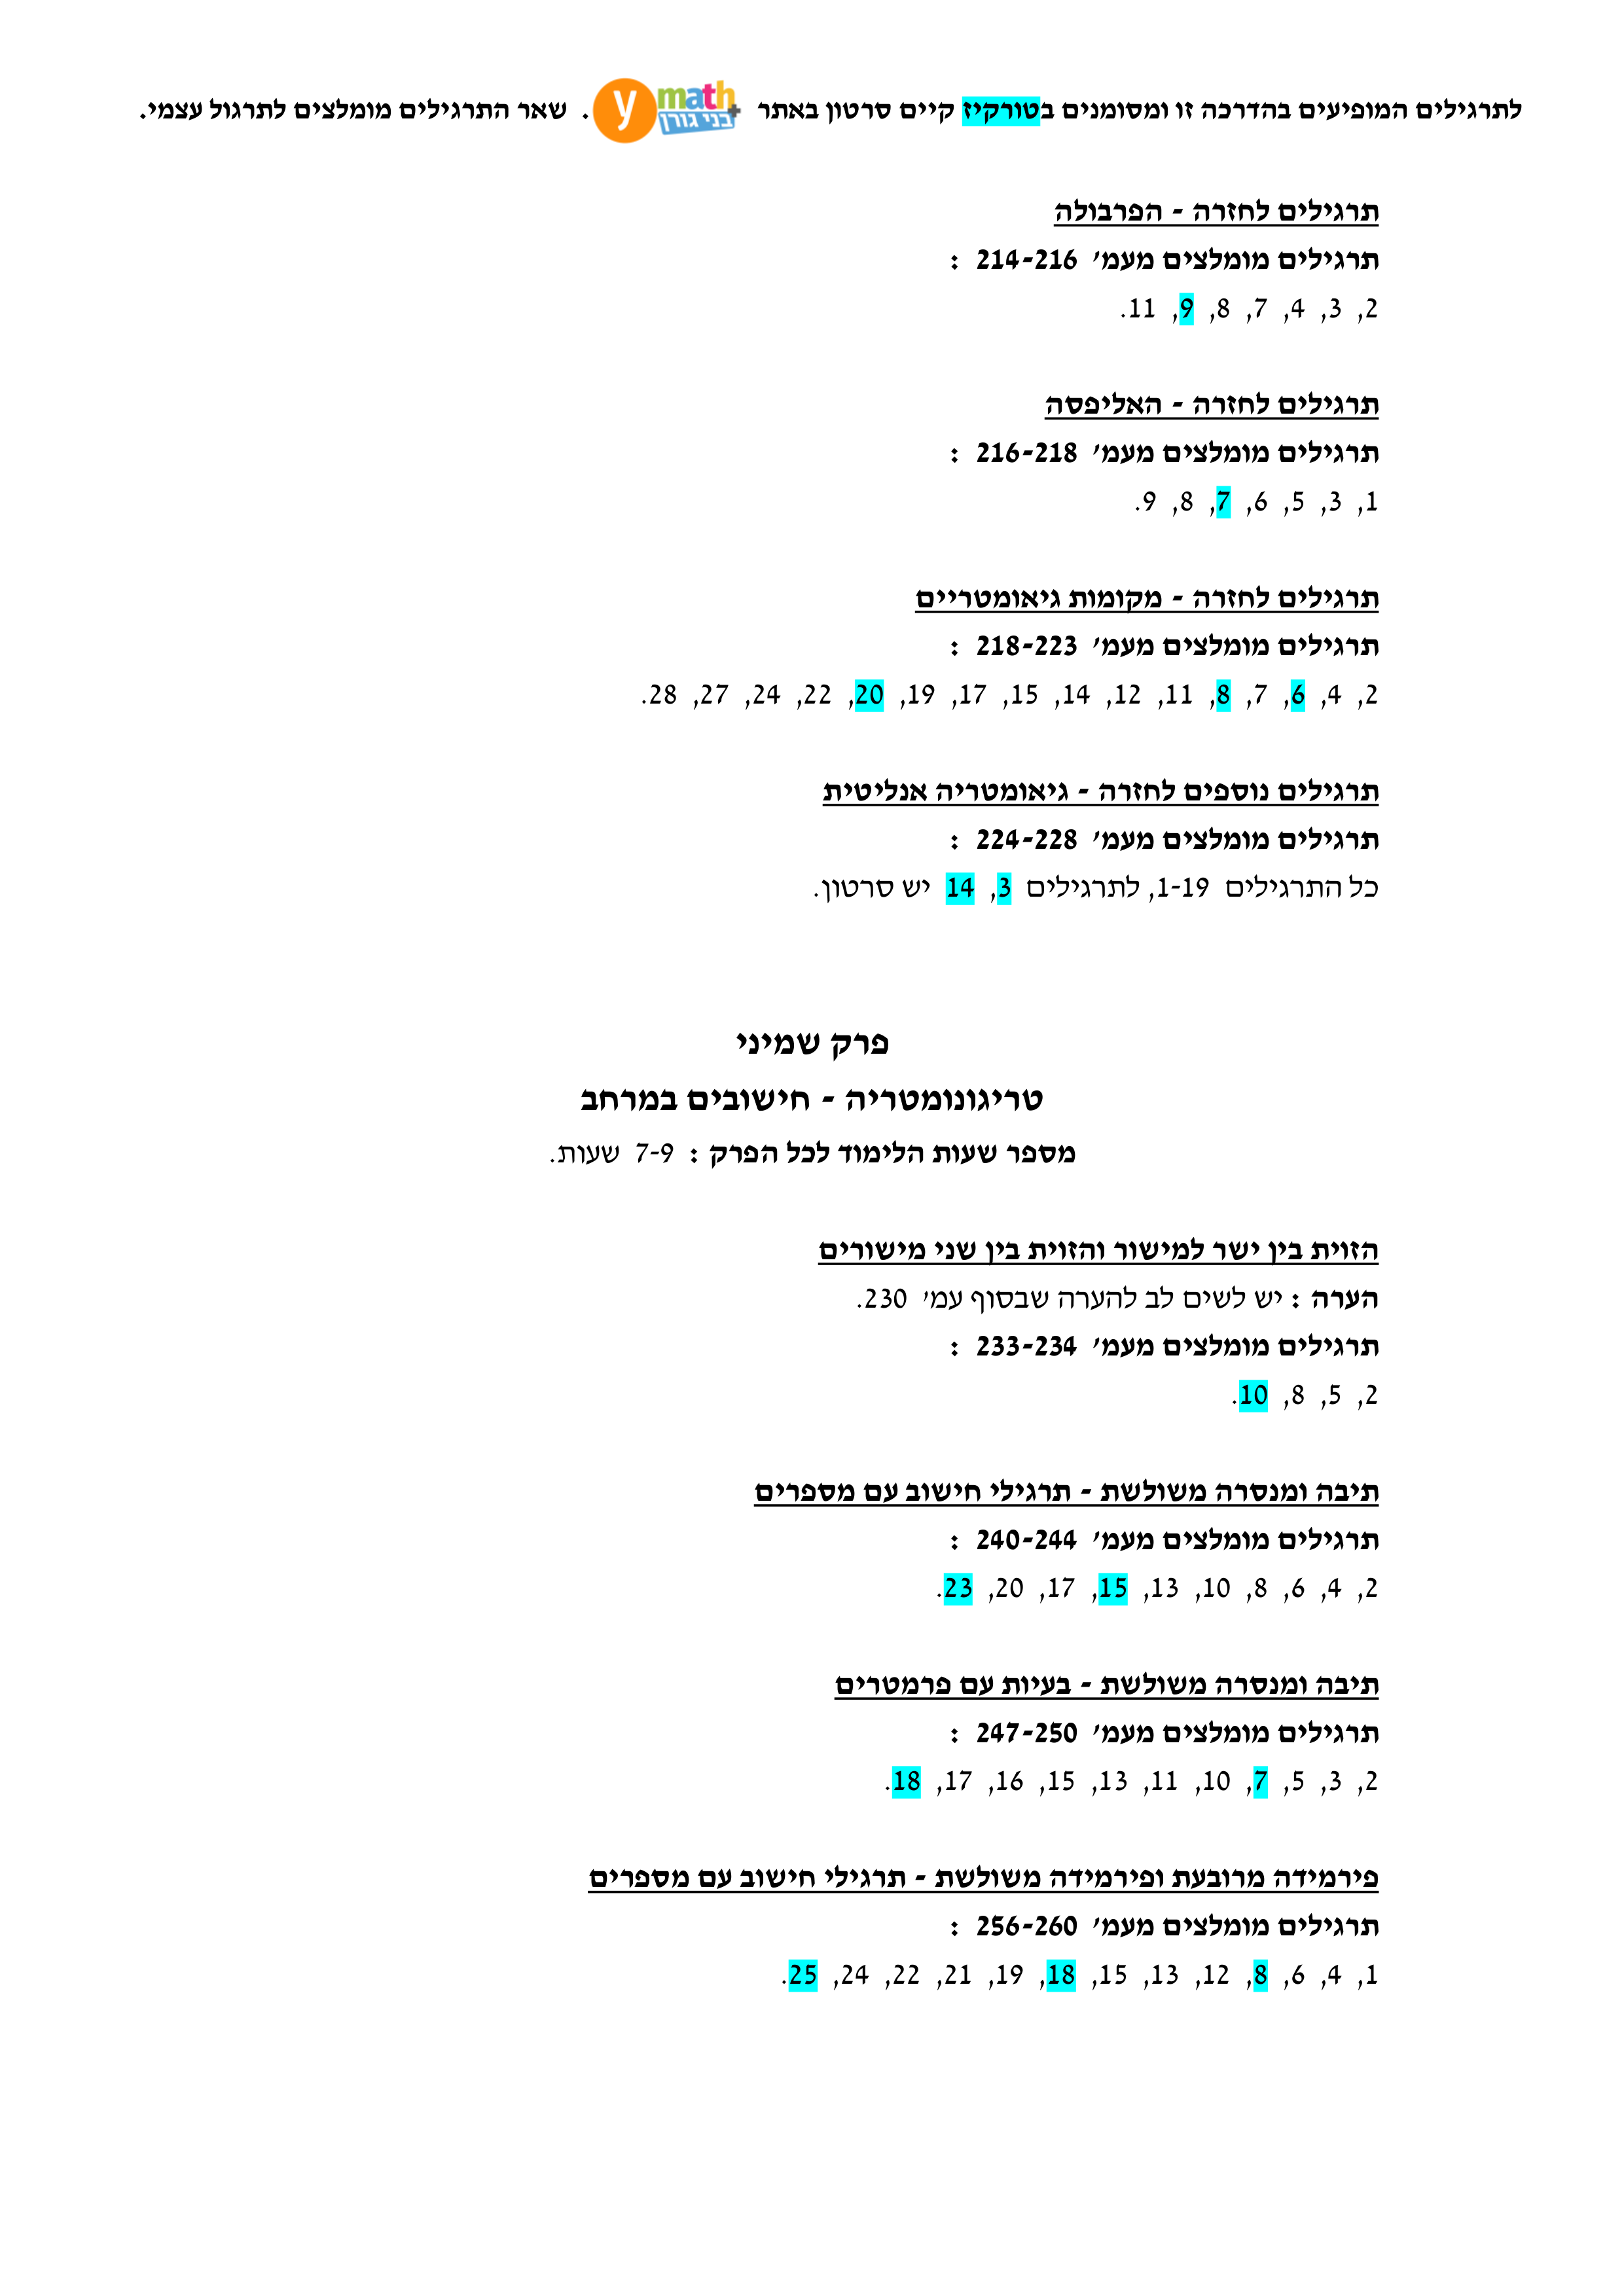 לתרגילים המופיעים בהדרכה זו ומסומנים בטורקיז קיים סרטון באתר y math+ בני גורן . שאר התרגילים מומלצים לתרגול עצמי.
תרגילים לחזרה - הפרבולה
תרגילים מומלצים מעמ' 214-216 :
2, 3, 4, 7, 8, 9, 11.
תרגילים לחזרה - האליפסה
תרגילים מומלצים מעמ' 216-218 :
1, 3, 5, 6, 7, 8, 9.
תרגילים לחזרה - מקומות גיאומטריים
תרגילים מומלצים מעמ' 218-223 :
2, 4, 6, 7, 8, 11, 12, 14, 15, 17, 19, 20, 22, 24, 27, 28.
תרגילים נוספים לחזרה - גיאומטריה אנליטית
תרגילים מומלצים מעמ' 224-228 :
כל התרגילים 1-19, לתרגילים 3, 14 יש סרטון.
פרק שמיני
טריגונומטריה - חישובים במרחב
מספר שעות הלימוד לכל הפרק : 7-9 שעות.
הזוית בין ישר למישור והזוית בין שני מישורים
הערה : יש לשים לב להערה שבסוף עמ' 230.
תרגילים מומלצים מעמ' 233-234 :
2, 5, 8, 10.
תיבה ומנסרה משולשת - תרגילי חישוב עם מספרים
תרגילים מומלצים מעמ' 240-244 :
2, 4, 6, 8, 10, 13, 15, 17, 20, 23.
תיבה ומנסרה משולשת - בעיות עם פרמטרים
תרגילים מומלצים מעמ' 247-250 :
2, 3, 5, 7, 10, 11, 13, 15, 16, 17, 18.
פירמידה מרובעת ופירמידה משולשת - תרגילי חישוב עם מספרים
תרגילים מומלצים מעמ' 256-260 :
1, 4, 6, 8, 12, 13, 15, 18, 19, 21, 22, 24, 25.